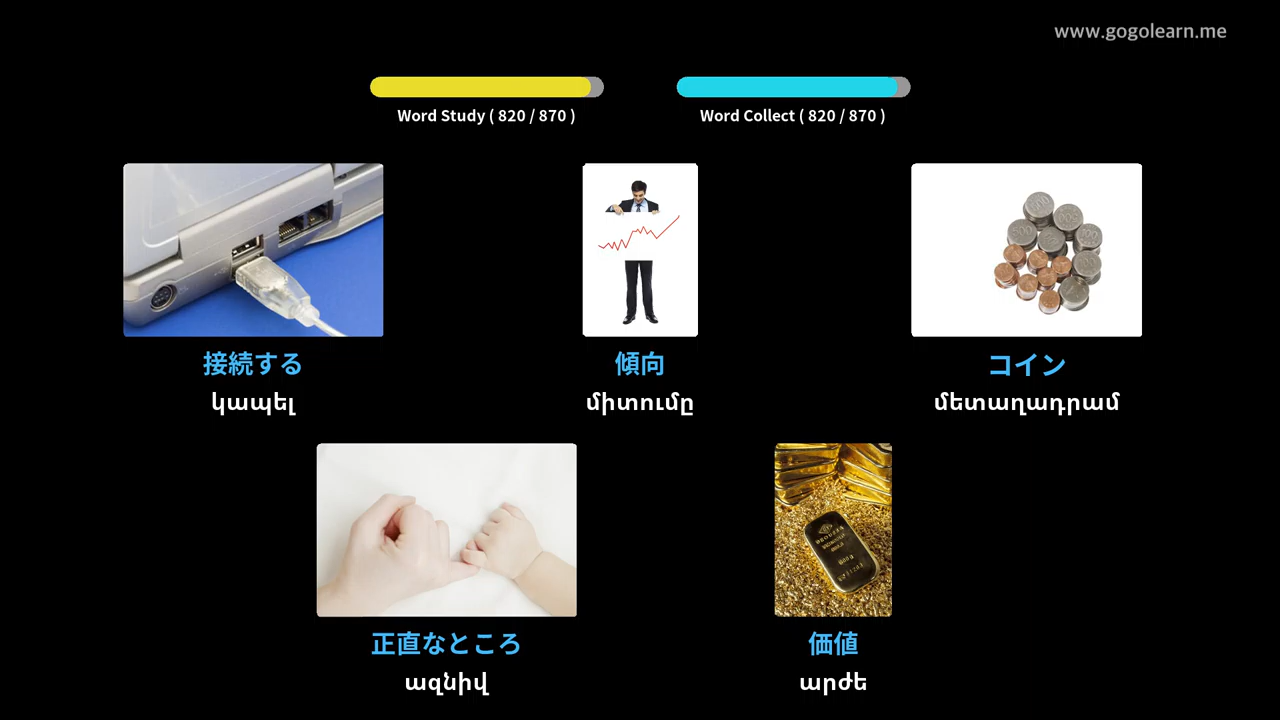 www.gogolearn.me
Word Study ( 820 / 870 )
Word Collect ( 820 / 870 )
接続する
կապել
傾向
միտումը
コイン
մետաղադրամ
正直なところ
ազնիվ
価値
արժե